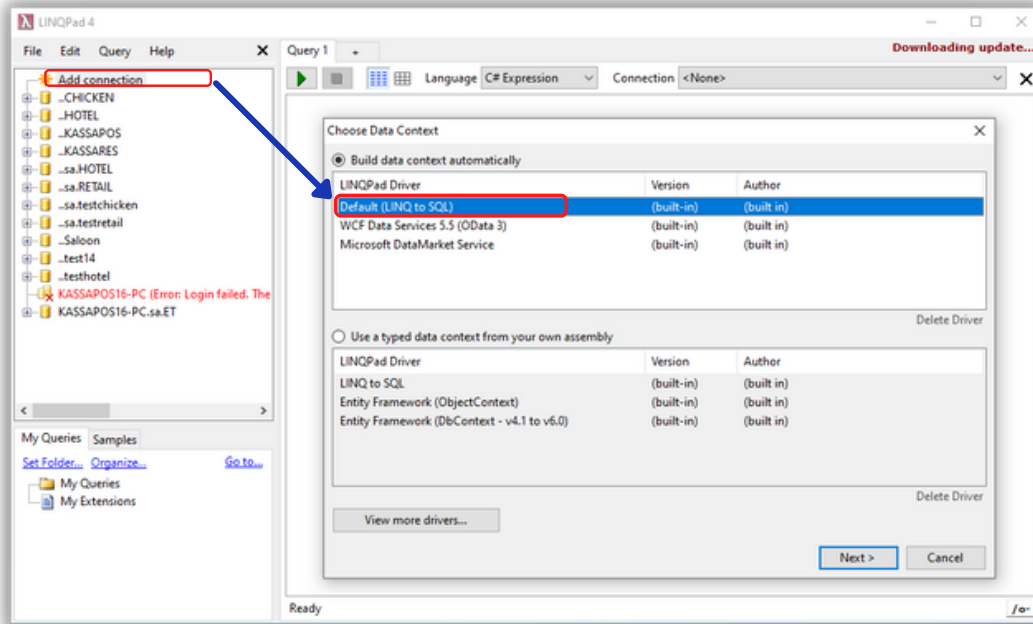 LINQPad 4
File Edit Query Help
Add connection
..CHICKEN
..HOTEL
..KASSAPOS
..KASSARES
..sa.HOTEL
..sa.RETAIL
..sa.testchicken
..sa.testretail
..Saloon
..test14
..testhotel
KASSAPOS16-PC (Error: Login failed. The
KASSAPOS16-PC.sa.ET
My Queries Samples
Set Folder... Organize... Go to...
My Queries
My Extensions
Query 1 +
Downloading update...
Language C# Expression Connection <None>
Choose Data Context
Build data context automatically
LINQPad Driver Version Author
Default (LINQ to SQL) (built-in) (built in)
WCF Data Services 5.5 (OData 3) (built-in) (built in)
Microsoft DataMarket Service (built-in) (built in)
Delete Driver
Use a typed data context from your own assembly
LINQPad Driver Version Author
LINQ to SQL (built-in) (built in)
Entity Framework (ObjectContext) (built-in) (built in)
Entity Framework (DbContext - v4.1 to v6.0) (built-in) (built in)
Delete Driver
View more drivers...
Next > Cancel
Ready
/o-